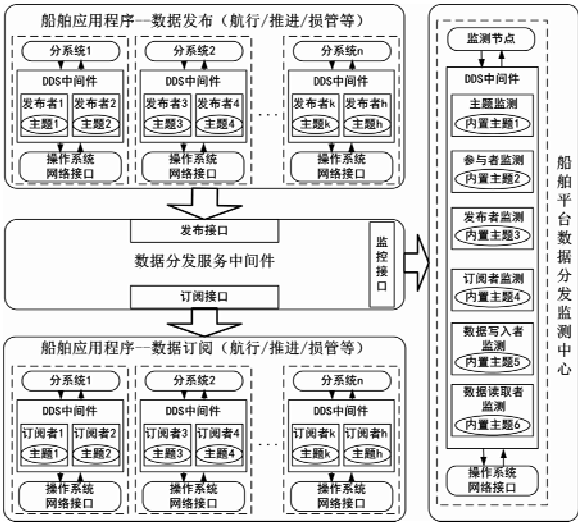 船舶应用程序--数据发布（航行/推进/损管等）
分系统1
DDS中间件
发布者1
发布者2
主题1
主题2
操作系统
网络接口
分系统2
DDS中间件
发布者3
发布者4
主题3
主题4
操作系统
网络接口
...
分系统n
DDS中间件
发布者k
发布者h
主题k
主题h
操作系统
网络接口
发布接口
数据分发服务中间件
订阅接口
监控接口
船舶应用程序--数据订阅（航行/推进/损管等）
分系统1
DDS中间件
订阅者1
订阅者2
主题1
主题2
操作系统
网络接口
分系统2
DDS中间件
订阅者3
订阅者4
主题3
主题4
操作系统
网络接口
...
分系统n
DDS中间件
订阅者k
订阅者h
主题k
主题h
操作系统
网络接口
监测节点
DDS中间件
主题监测
内置主题1
参与者监测
内置主题2
发布者监测
内置主题3
订阅者监测
内置主题4
数据写入者
监测
内置主题5
数据读取者
监测
内置主题6
操作系统
网络接口
船舶平台数据分发监测中心